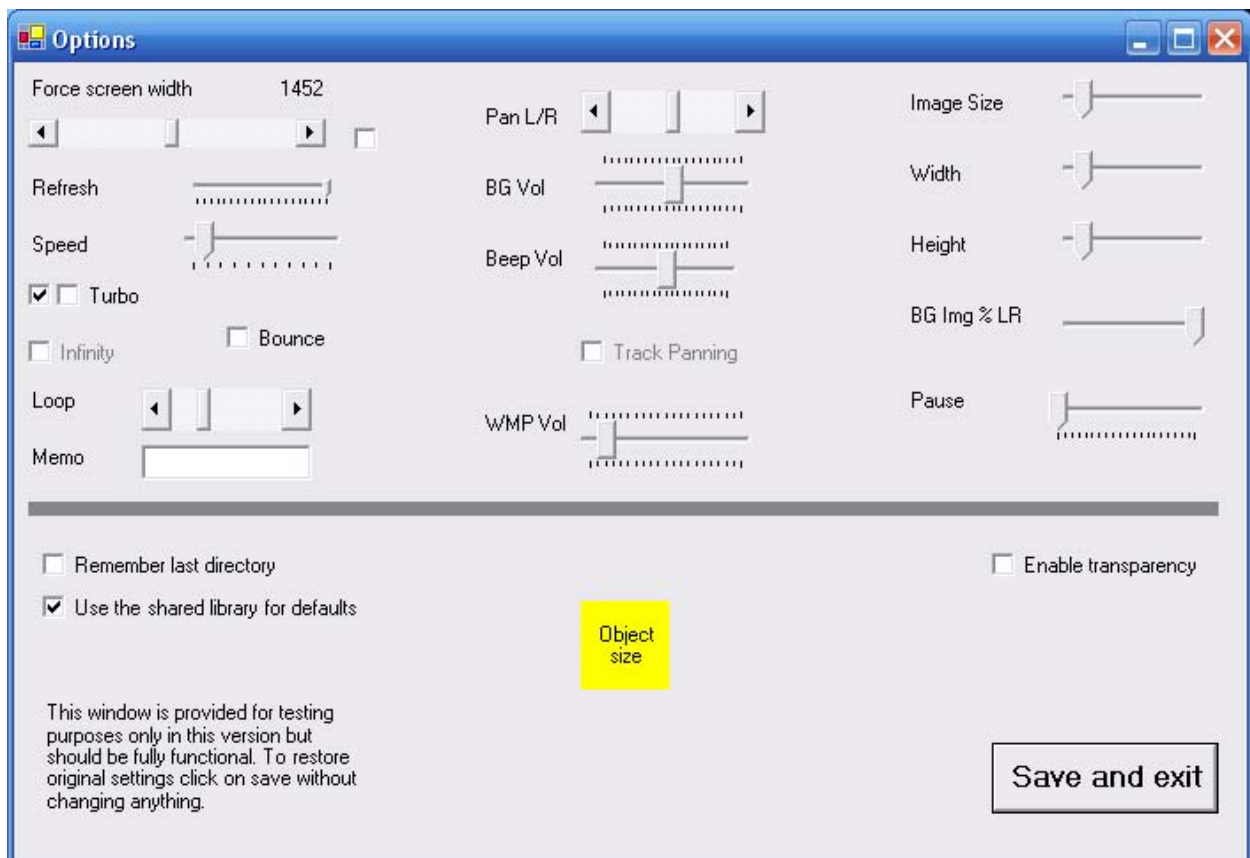 Options
Force screen width 1452
Refresh
Speed
Turbo
Infinity
Bounce
Loop
Memo
Pan L/R
BG Vol
Beep Vol
Track Panning
WMP Vol
Image Size
Width
Height
BG Img % LR
Pause
Remember last directory
Use the shared library for defaults
Enable transparency
Object
size
This window is provided for testing
purposes only in this version but
should be fully functional. To restore
original settings click on save without
changing anything.
Save and exit